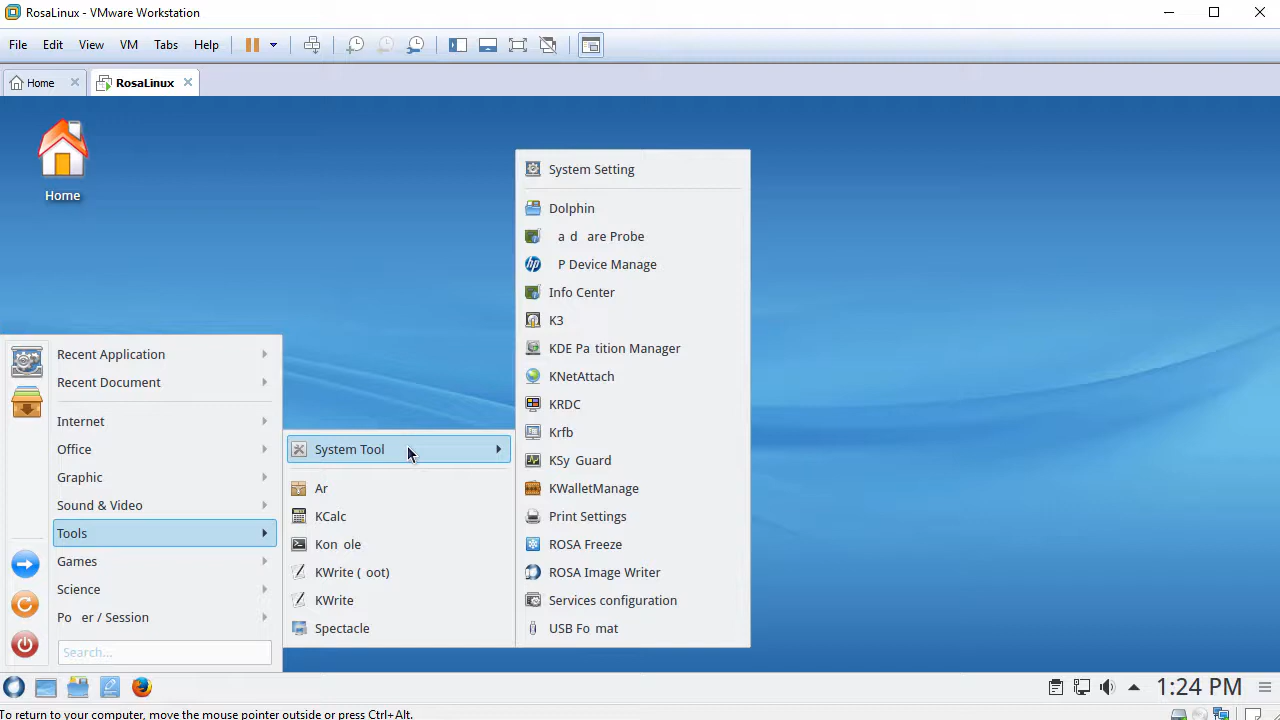 RosaLinux - VMware Workstation
File Edit View VM Tabs Help
Home RosaLinux
Home
System Setting
Dolphin
a d are Probe
P Device Manage
Info Center
K3
KDE Pa tition Manager
KNetAttach
KRDC
Krfb
KSy Guard
KWalletManage
Print Settings
ROSA Freeze
ROSA Image Writer
Services configuration
USB Fo mat
System Tool
Ar
KCalc
Kon ole
KWrite ( oot)
KWrite
Spectacle
Recent Application
Recent Document
Internet
Office
Graphic
Sound & Video
Tools
Games
Science
Po er / Session
Search...
1:24 PM
To return to your computer, move the mouse pointer outside or press Ctrl+Alt.